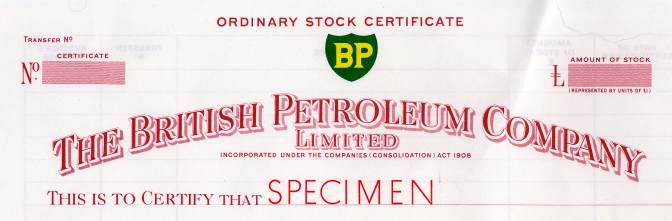 ORDINARY STOCK CERTIFICATE
TRANSFER Nº
CERTIFICATE
Nº
BP
AMOUNT OF STOCK
£
(REPRESENTED BY UNITS OF £1)
THE BRITISH PETROLEUM COMPANY
LIMITED
INCORPORATED UNDER THE COMPANIES (CONSOLIDATION) ACT 1908
THIS IS TO CERTIFY THAT SPECIMEN